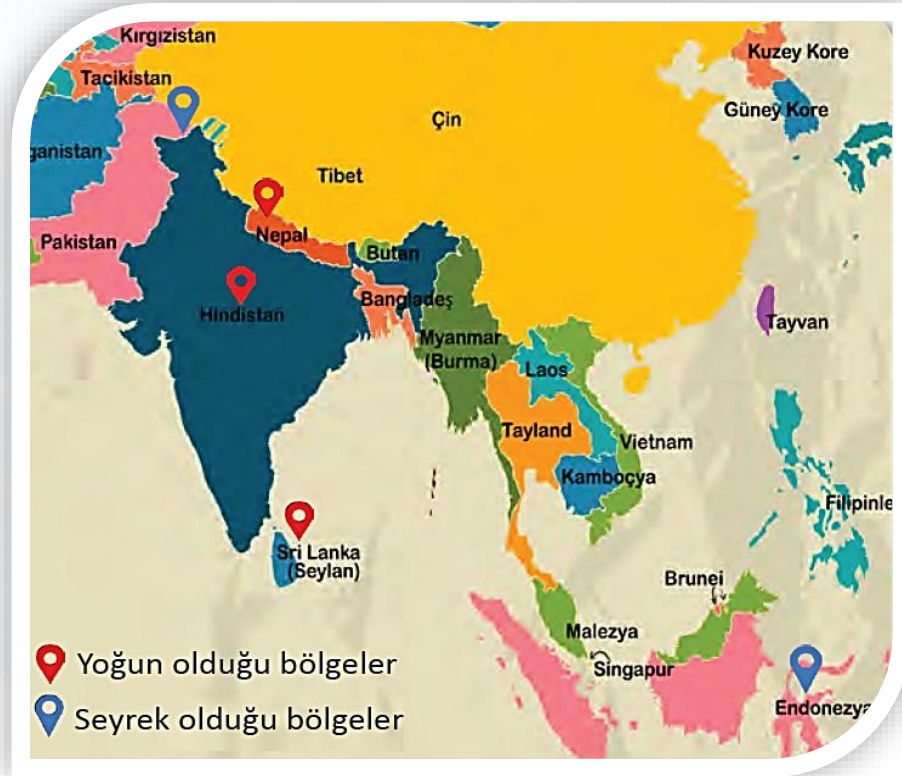 Kırgızistan
Tacikistan
ganistan
Pakistan
Çin
Tibet
Kuzey Kore
Güney Kore
Nepal
Butan
Hindistan
Bangladeş
Myanmar
(Burma)
Laos
Tayvan
Tayland
Vietnam
Kamboçya
Filipinle
Sri Lanka
(Seylan)
Brunei
Malezya
Singapur
Endonezya
Yoğun olduğu bölgeler
Seyrek olduğu bölgeler